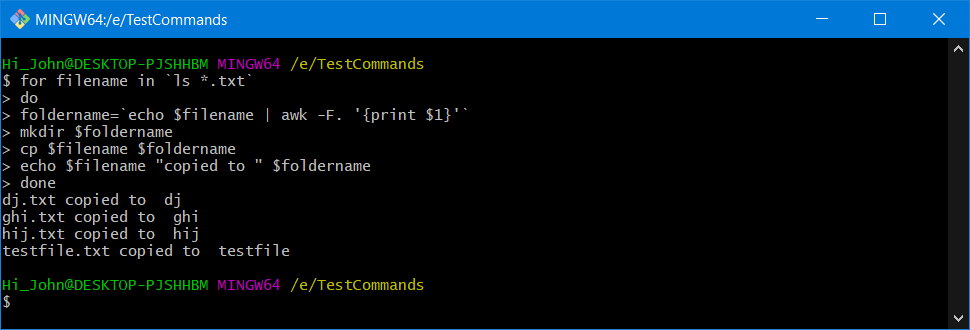 MINGW64:/e/TestCommands
Hi_John@DESKTOP-PJSHHBM MINGW64 /e/TestCommands
$ for filename in `ls *.txt`
> do
> foldername=`echo $filename | awk -F. '{print $1}'`
> mkdir $foldername
> cp $filename $foldername
> echo $filename "copied to " $foldername
> done
dj.txt copied to  dj
ghi.txt copied to  ghi
hij.txt copied to  hij
testfile.txt copied to  testfile
Hi_John@DESKTOP-PJSHHBM MINGW64 /e/TestCommands
$